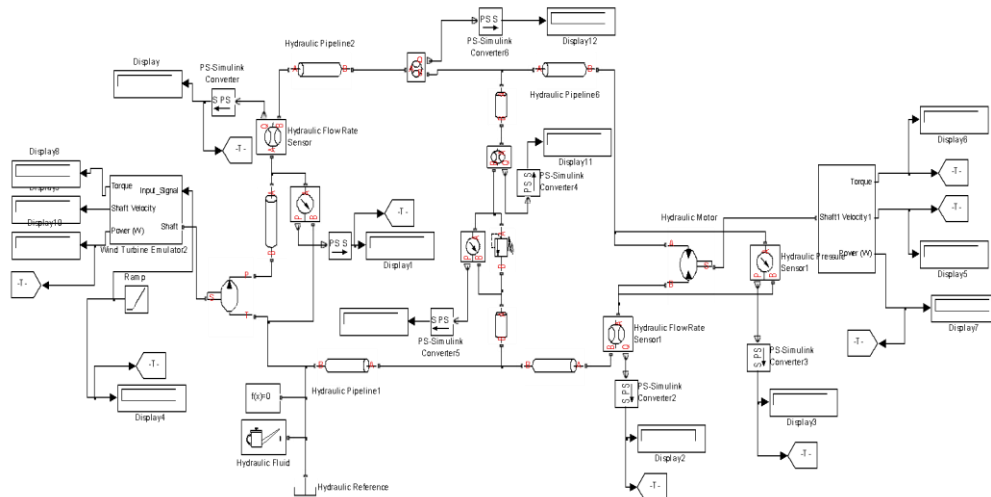 PS-Simulink
Converter6
Display12
Hydraulic Pipeline2
PS-Simulink
Converter
Display
Hydraulic Pipeline6
Hydraulic FlowRate
Sensor
-T-
Display11
PS-Simulink
Converter4
Display6
Display8
Torque
Input_Signal
Shaft Velocity
Display10
Power (W)
Shaft
Wind Turbine Emulator2
-T-
Ramp
-T-
Display4
-T-
Display1
PS-Simulink
Converter5
Hydraulic Motor
Hydraulic Pressure
Sensor1
Hydraulic FlowRate
Sensor1
Torque
Shaft1 Velocity1
Power (W)
-T-
-T-
Display5
Display7
-T-
PS-Simulink
Converter3
PS-Simulink
Converter2
Display3
Display2
-T-
-T-
Hydraulic Pipeline1
f(x)=0
Hydraulic Fluid
Hydraulic Reference